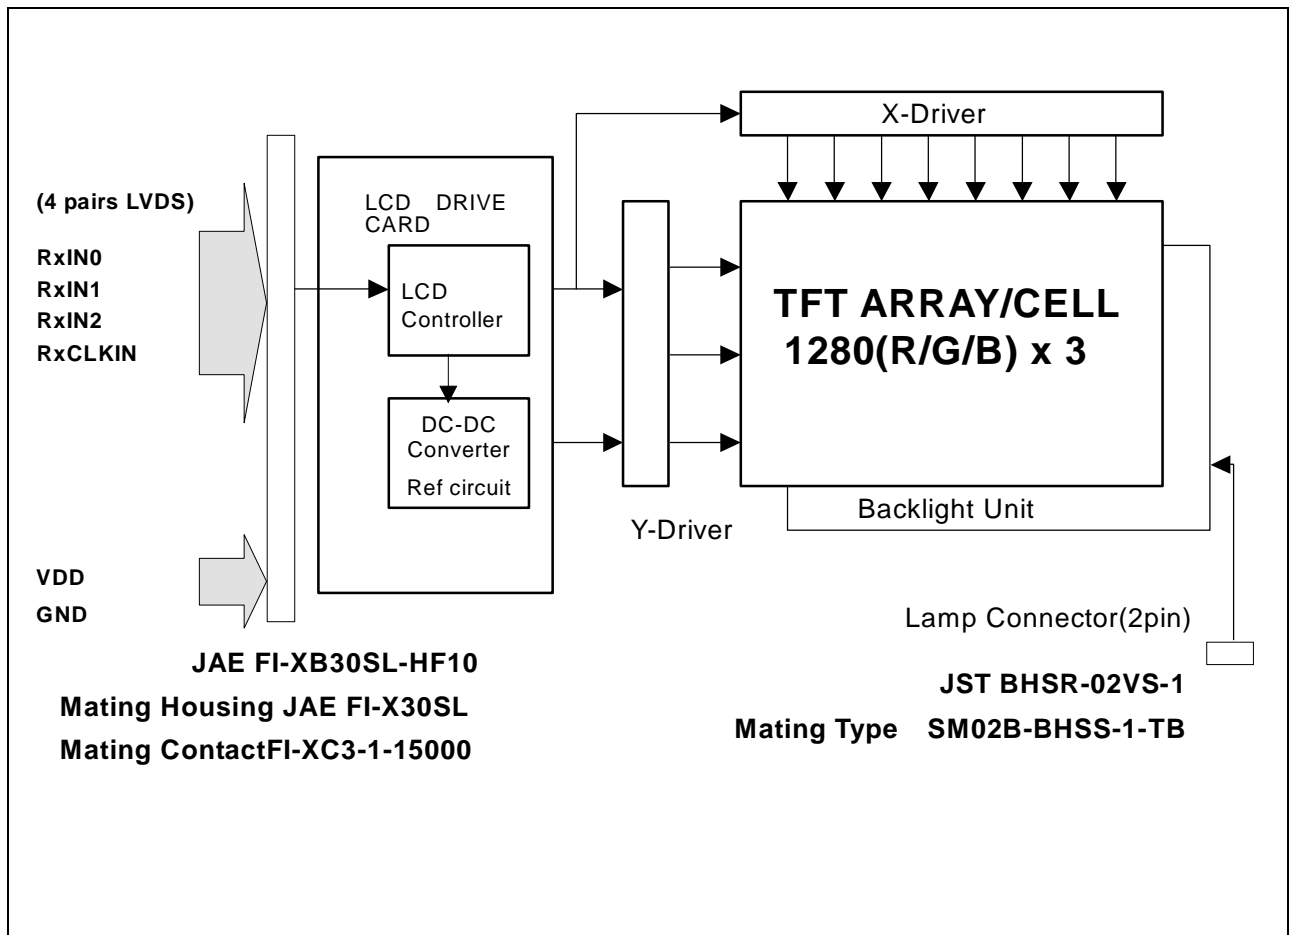 X-Driver
(4 pairs LVDS)
LCD DRIVE
CARD
RxIN0
RxIN1
RxIN2
RxCLKIN
LCD
Controller
TFT ARRAY/CELL
1280(R/G/B) x 3
DC-DC
Converter
Ref circuit
Y-Driver
Backlight Unit
VDD
GND
Lamp Connector(2pin)
JAE FI-XB30SL-HF10
Mating Housing JAE FI-X30SL
Mating ContactFI-XC3-1-15000
JST BHSR-02VS-1
Mating Type SM02B-BHSS-1-TB